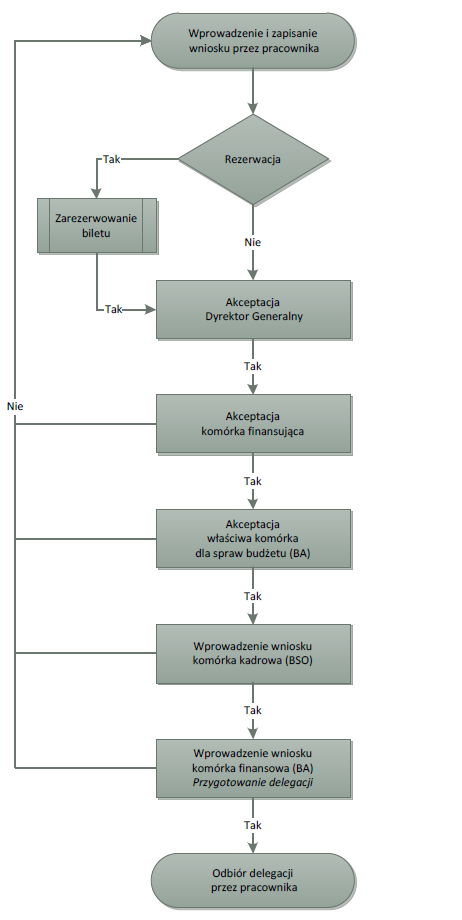 Wprowadzenie i zapisanie
wniosku przez pracownika
Rezerwacja
Tak
Zarezerwowanie
biletu
Nie
Tak
Akceptacja
Dyrektor Generalny
Tak
Nie
Akceptacja
komórka finansująca
Tak
Akceptacja
właściwa komórka
dla spraw budżetu (BA)
Tak
Wprowadzenie wniosku
komórka kadrowa (BSO)
Tak
Wprowadzenie wniosku
komórka finansowa (BA)
Przygotowanie delegacji
Tak
Odbiór delegacji
przez pracownika